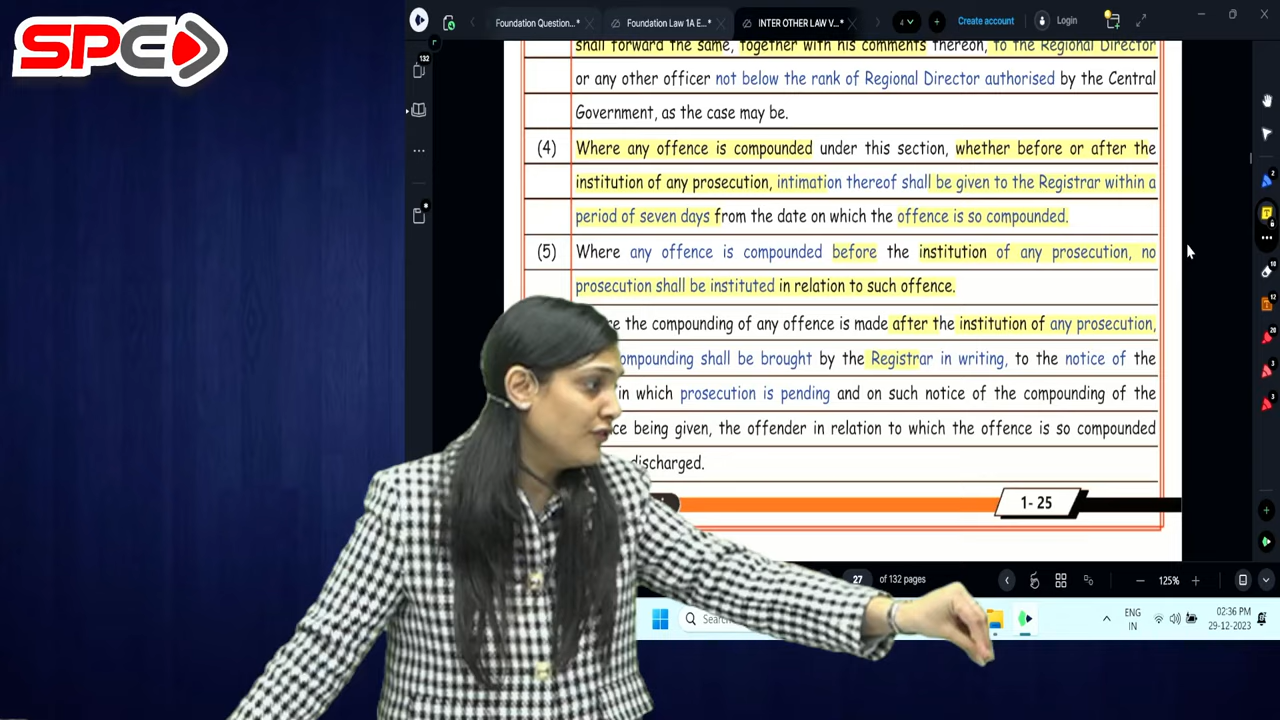 SPC
Foundation Question...*
Foundation Law 1A E...*
INTER OTHER LAW V...*
4
Create account
Login
132
shall forward the same, together with his comments thereon, to the Regional Director
or any other officer not below the rank of Regional Director authorised by the Central
Government, as the case may be.
(4) Where any offence is compounded under this section, whether before or after the
institution of any prosecution, intimation thereof shall be given to the Registrar within a
period of seven days from the date on which the offence is so compounded.
(5) Where any offence is compounded before the institution of any prosecution, no
prosecution shall be instituted in relation to such offence.
re the compounding of any offence is made after the institution of any prosecution,
ompounding shall be brought by the Registrar in writing, to the notice of the
in which prosecution is pending and on such notice of the compounding of the
ce being given, the offender in relation to which the offence is so compounded
discharged.
1- 25
27 of 132 pages
125%
Search
ENG
IN
02:36 PM
29-12-2023